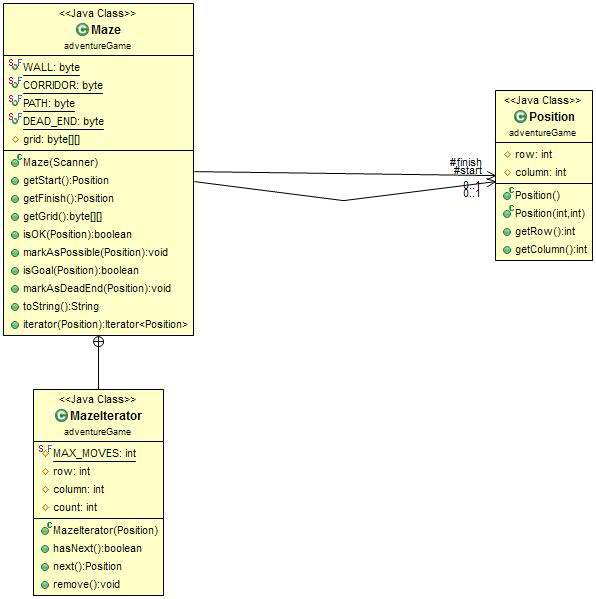 <<Java Class>>
Maze
adventureGame
WALL: byte
CORRIDOR: byte
PATH: byte
DEAD_END: byte
grid: byte[][]
Maze(Scanner)
getStart():Position
getFinish():Position
getGrid():byte[][]
isOK(Position):boolean
markAsPossible(Position):void
isGoal(Position):boolean
markAsDeadEnd(Position):void
toString():String
iterator(Position):Iterator<Position>
#finish
#start
0..1
0..1
<<Java Class>>
Position
adventureGame
row: int
column: int
Position()
Position(int,int)
getRow():int
getColumn():int
<<Java Class>>
MazeIterator
adventureGame
MAX_MOVES: int
row: int
column: int
count: int
MazeIterator(Position)
hasNext():boolean
next():Position
remove():void